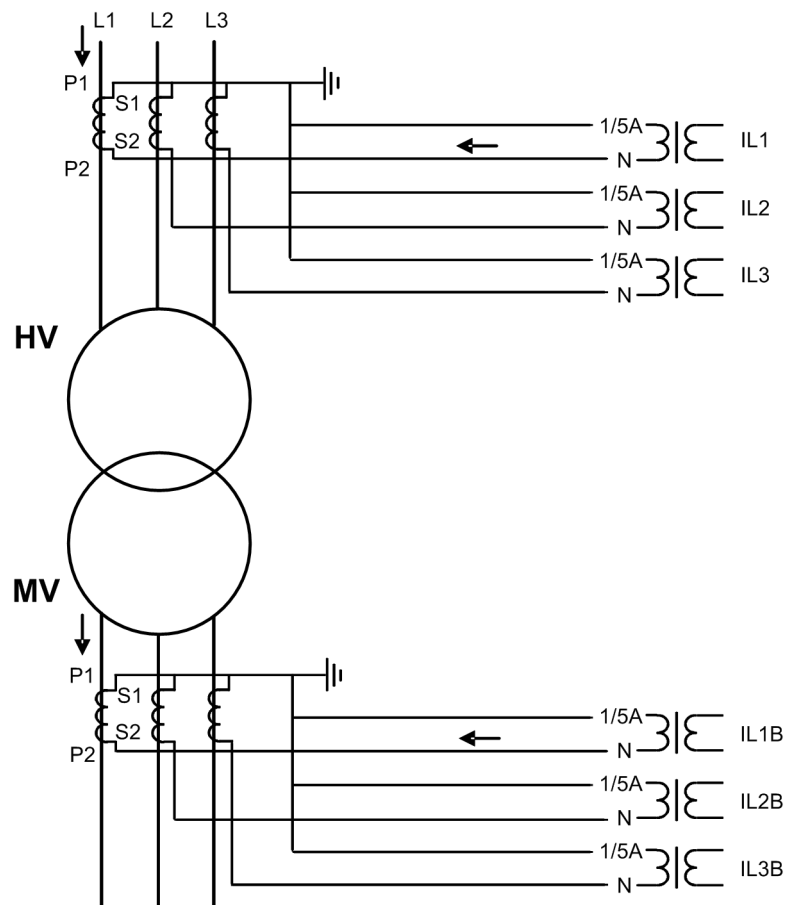 L1 L2 L3
P1
S1
1/5A
IL1
S2
N
P2
1/5A
IL2
N
1/5A
IL3
N
HV
MV
P1
S1
1/5A
IL1B
S2
N
P2
1/5A
IL2B
N
1/5A
IL3B
N